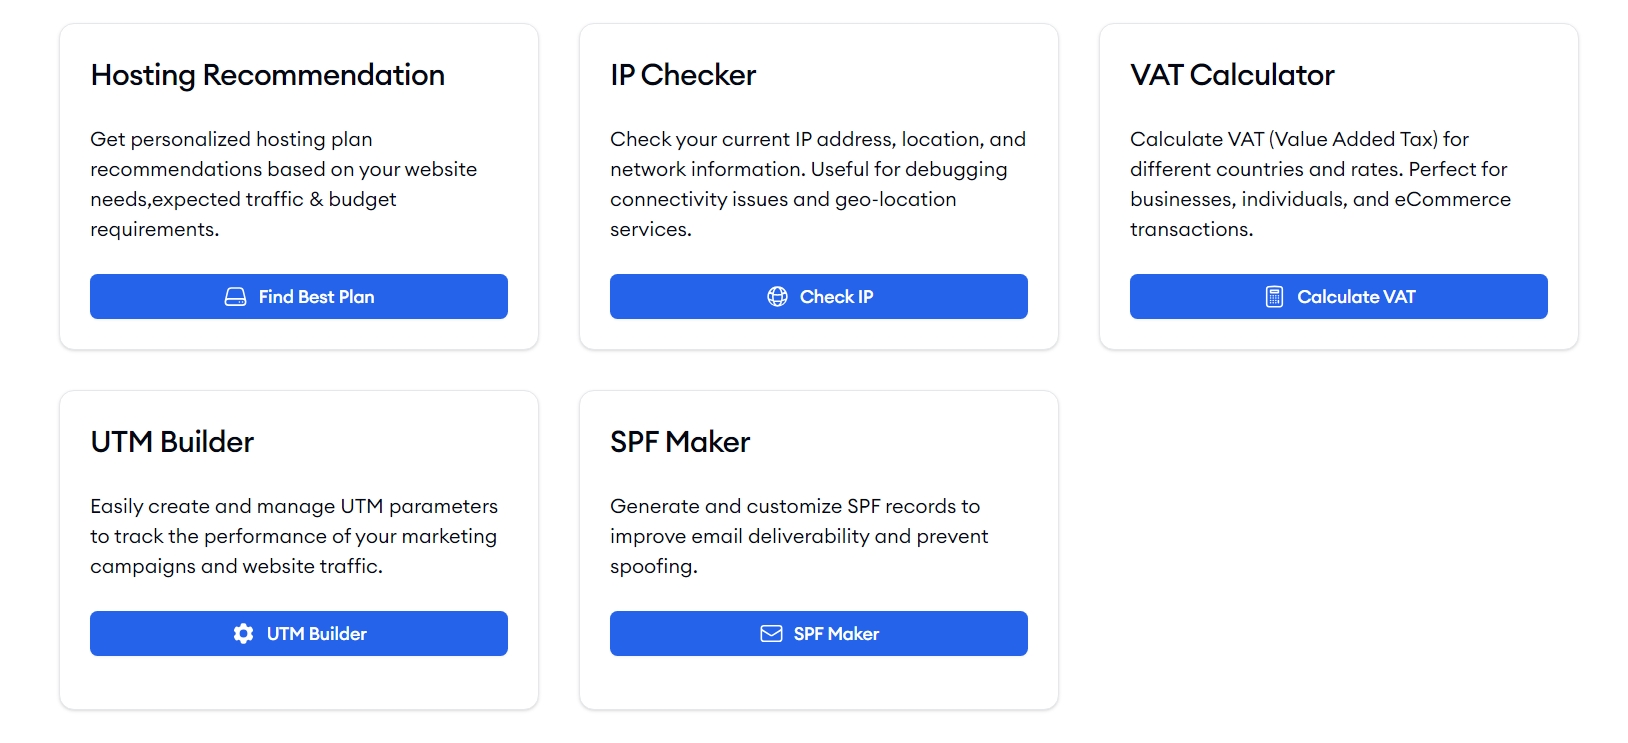 Hosting Recommendation
Get personalized hosting plan
recommendations based on your website
needs,expected traffic & budget
requirements.
Find Best Plan
IP Checker
Check your current IP address, location, and
network information. Useful for debugging
connectivity issues and geo-location
services.
Check IP
VAT Calculator
Calculate VAT (Value Added Tax) for
different countries and rates. Perfect for
businesses, individuals, and eCommerce
transactions.
Calculate VAT
UTM Builder
Easily create and manage UTM parameters
to track the performance of your marketing
campaigns and website traffic.
UTM Builder
SPF Maker
Generate and customize SPF records to
improve email deliverability and prevent
spoofing.
SPF Maker